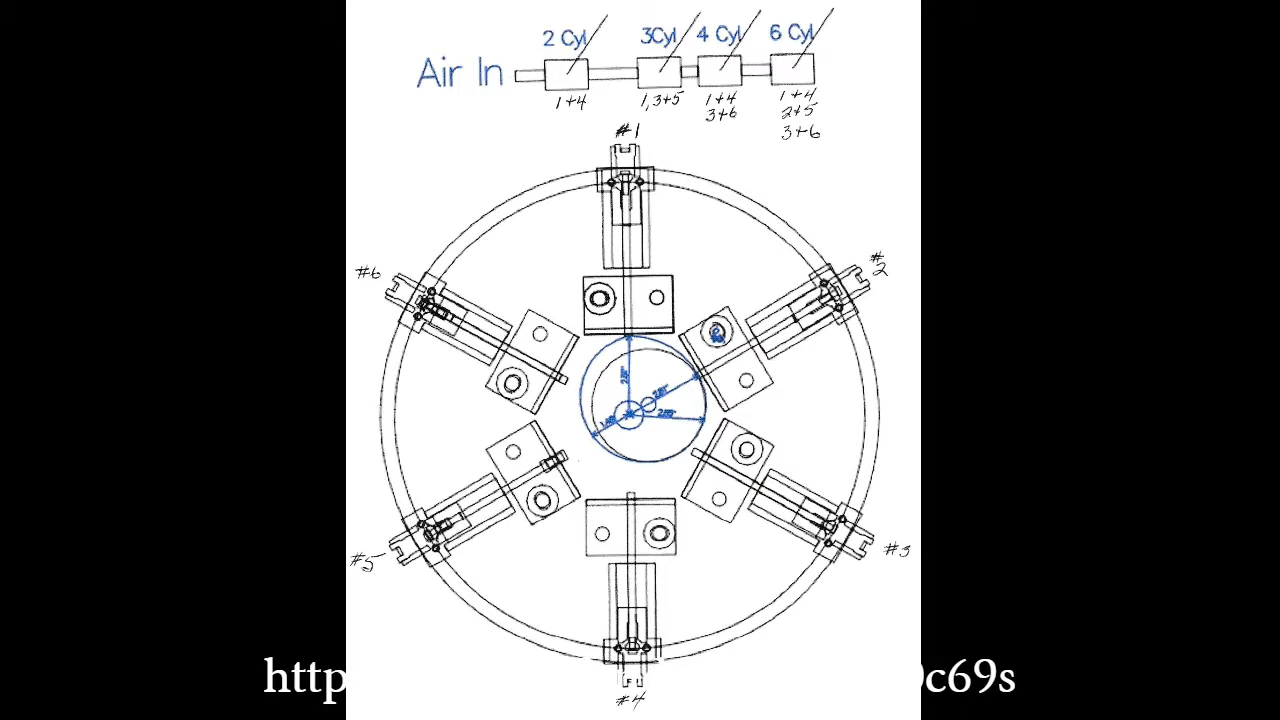 2 Cyl 3Cyl 4 Cyl 6 Cyl
Air In
1+4 1,3+5 1+4 1+4
3+6 2+5
3+6
#1
#2
#6
#3
#5
http
c69s
#4